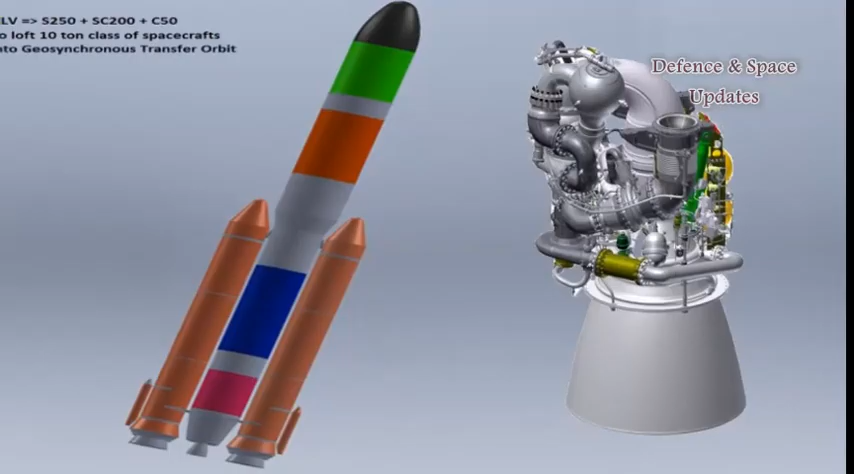 LV => S250 + SC200 + C50
o loft 10 ton class of spacecrafts
nto Geosynchronous Transfer Orbit
Defence & Space
Updates